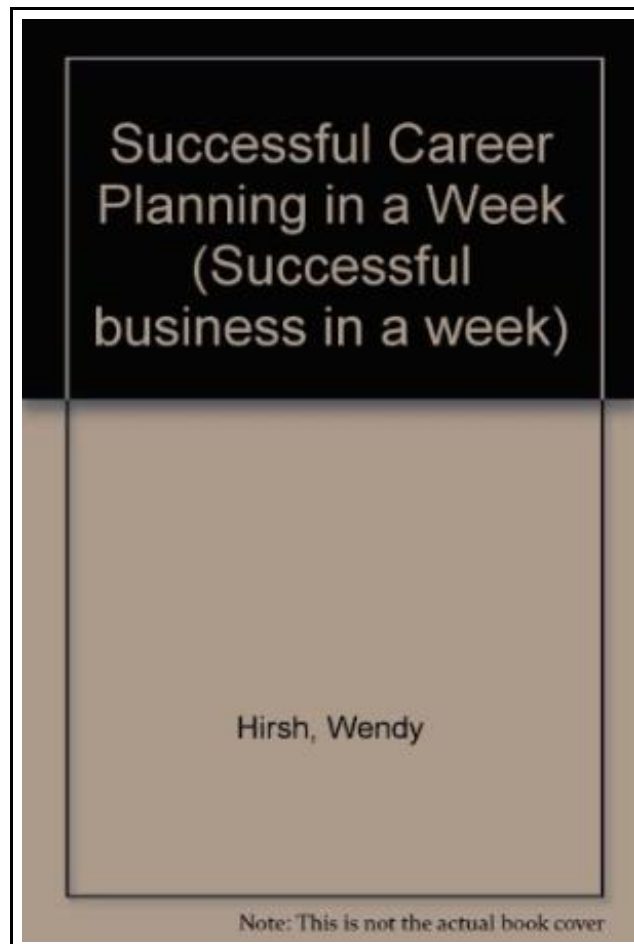 Successful Career
Planning in a Week
(Successful
business in a week)
Hirsh, Wendy
Note: This is not the actual book cover